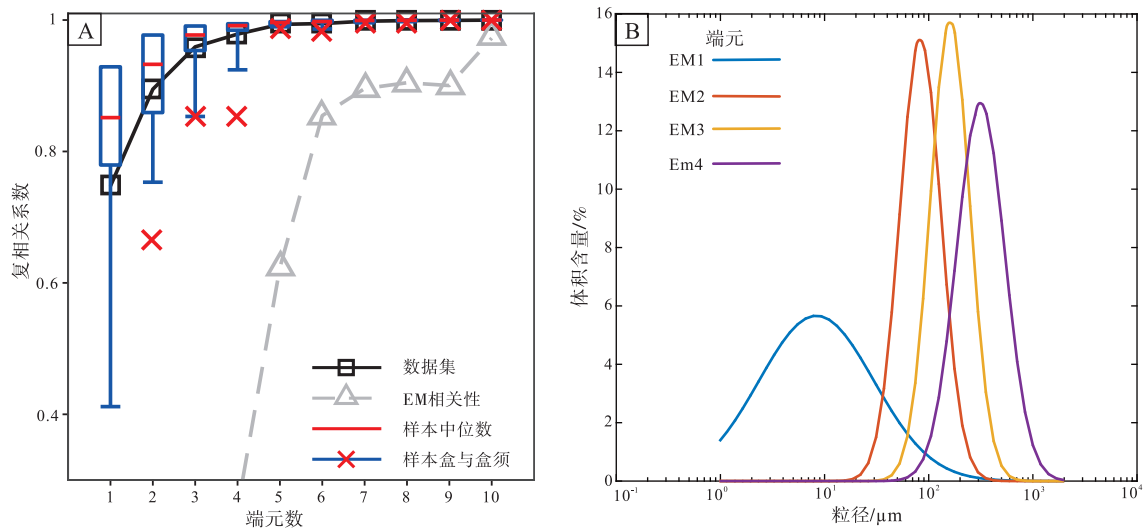 A
1
0.8
0.6
0.4
复相关系数
数据集
EM相关性
样本中位数
样本盒与盒须
1 2 3 4 5 6 7 8 9 10
端元数
B
端元
EM1
EM2
EM3
Em4
16
14
12
10
8
6
4
2
0
体积含量/%
10⁻¹ 10⁰ 10¹ 10² 10³ 10⁴
粒径/μm